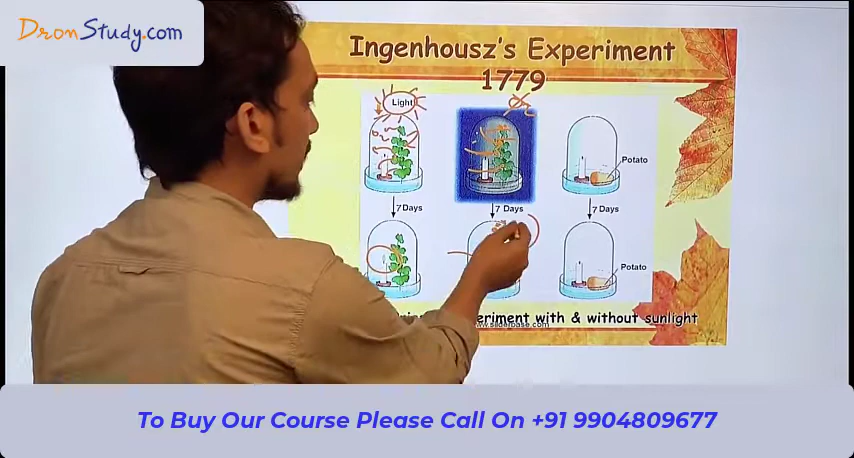 DronStudy.com
Ingenhousz's Experiment
1779
Light
Potato
7 Days
7 Days
7 Days
Potato
eriment with & without sunlight
To Buy Our Course Please Call On +91 9904809677